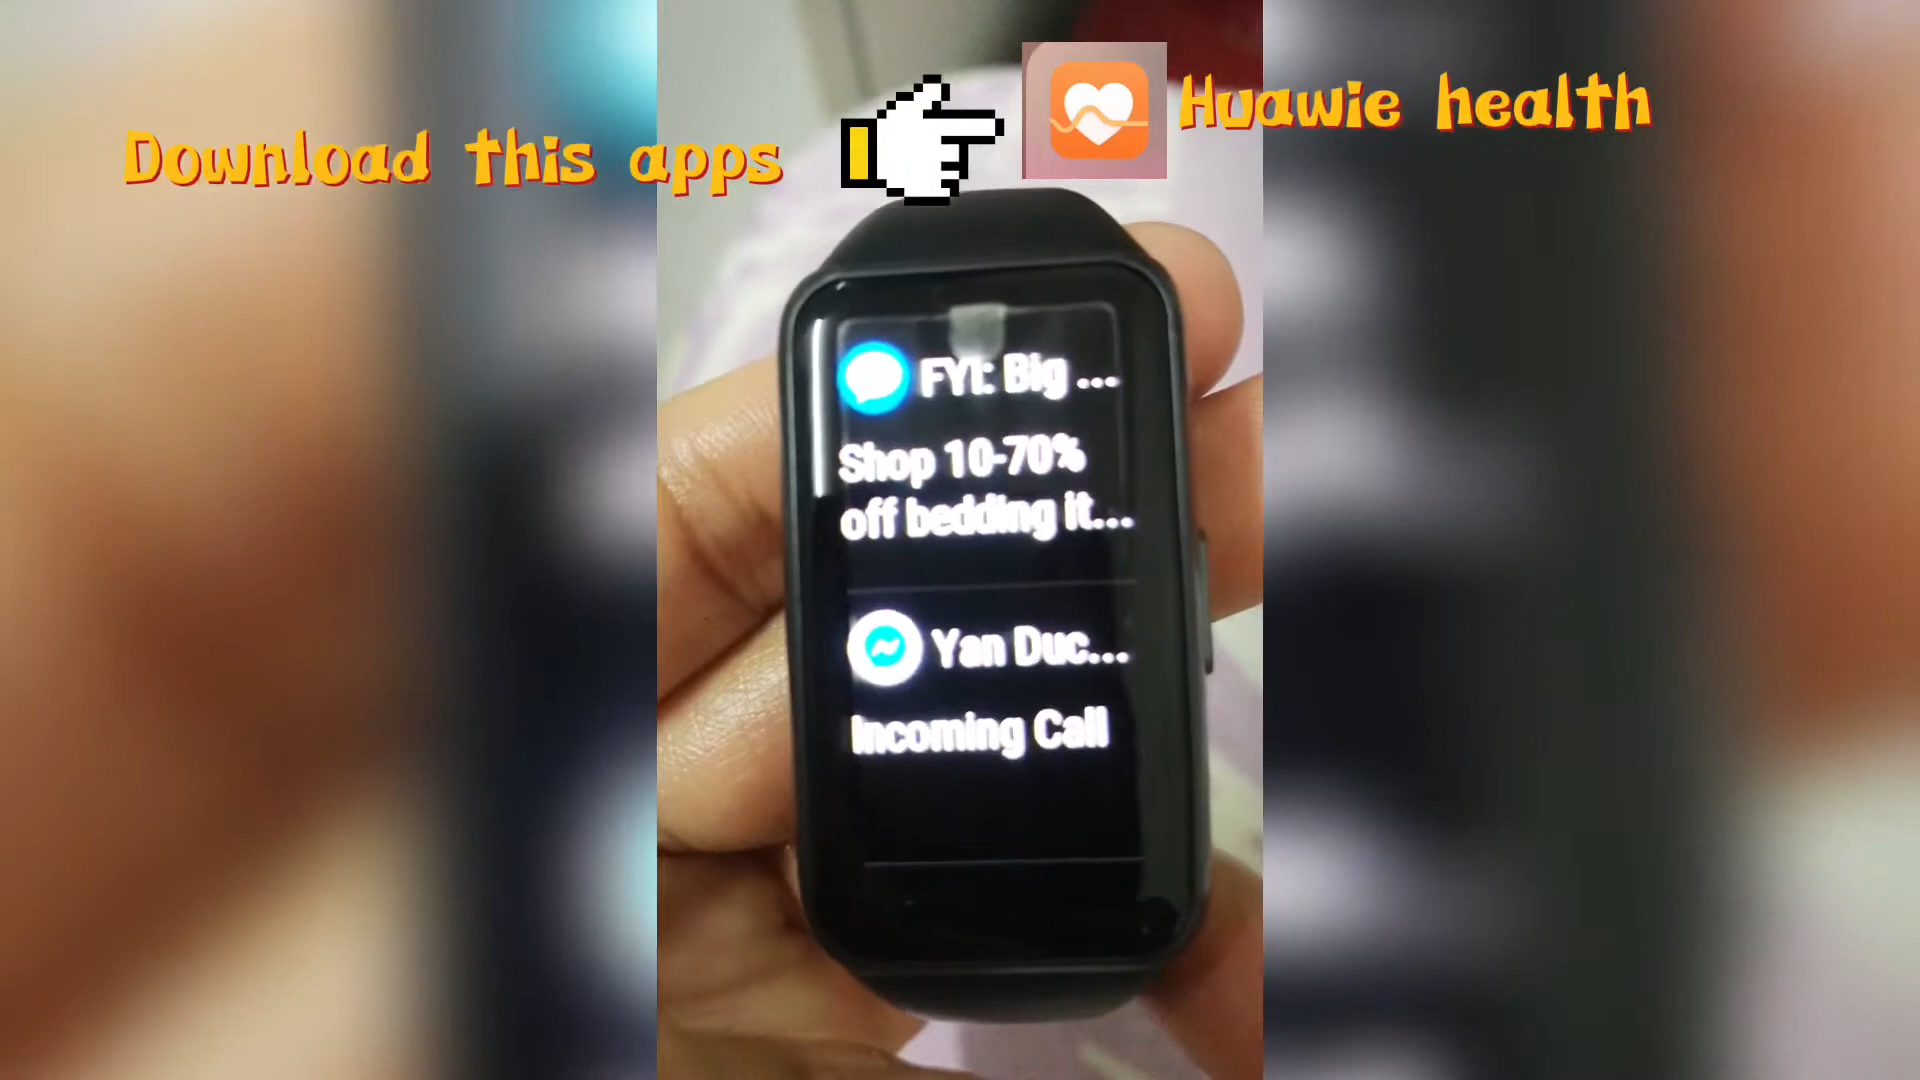 Download this apps
Huawie health
FYI: Big ...
Shop 10-70%
off bedding it...
Yan Duc...
Incoming Call